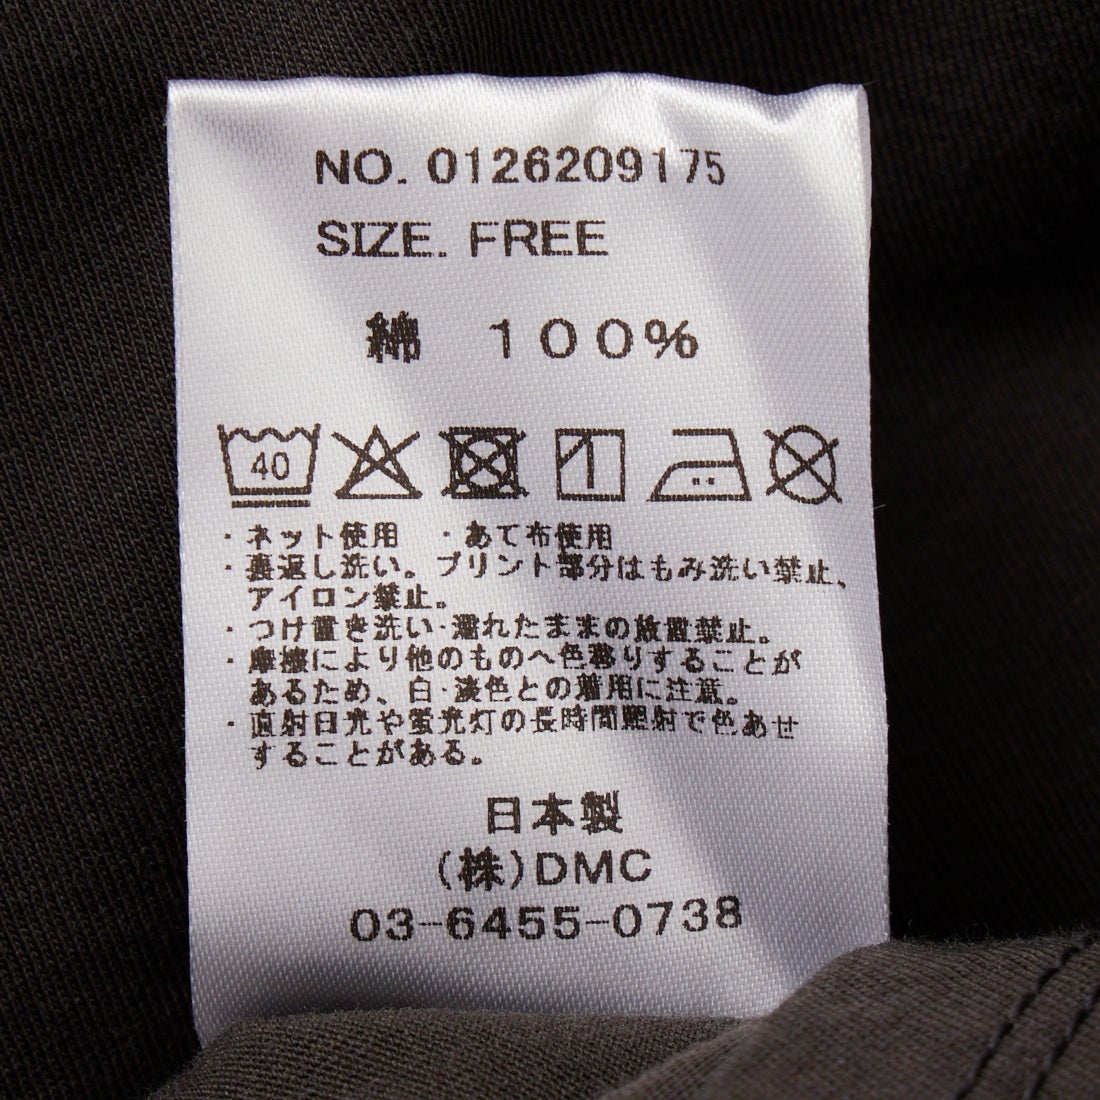 NO. 0126209175
SIZE. FREE
綿 100%
40
・ネット使用 ・あて布使用
・裏返し洗い。プリント部分はもみ洗い禁止、
アイロン禁止。
・つけ置き洗い・濡れたままの放置禁止。
・摩擦により他のものへ色移りすることが
あるため、白・淡色との着用に注意。
・直射日光や蛍光灯の長時間照射で色あせ
することがある。
日本製
(株)DMC
03-6455-0738